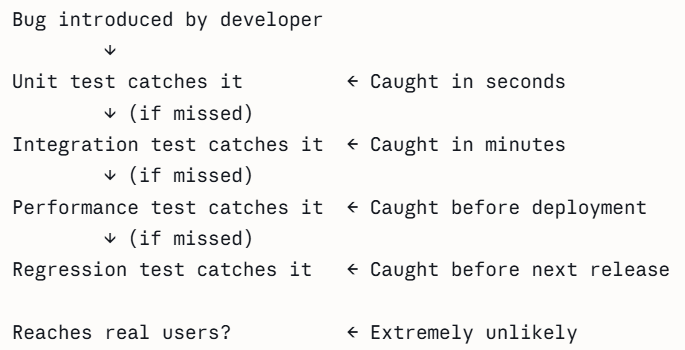 Bug introduced by developer
↓
Unit test catches it ← Caught in seconds
↓ (if missed)
Integration test catches it ← Caught in minutes
↓ (if missed)
Performance test catches it ← Caught before deployment
↓ (if missed)
Regression test catches it ← Caught before next release
Reaches real users? ← Extremely unlikely